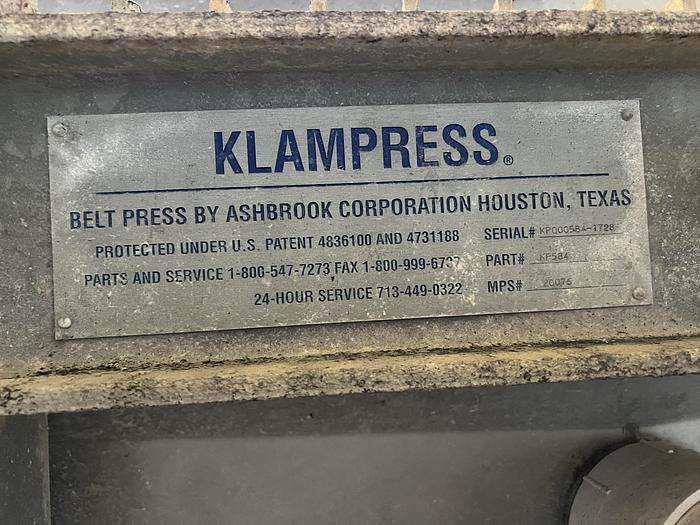 KLAMPRESS®
BELT PRESS BY ASHBROOK CORPORATION HOUSTON, TEXAS
PROTECTED UNDER U.S. PATENT 4836100 AND 4731188
SERIAL# KP000584-1728
PARTS AND SERVICE 1-800-547-7273 FAX
PART# KP584
24-HOUR SERVICE 713-449-0322
MPS# 20076